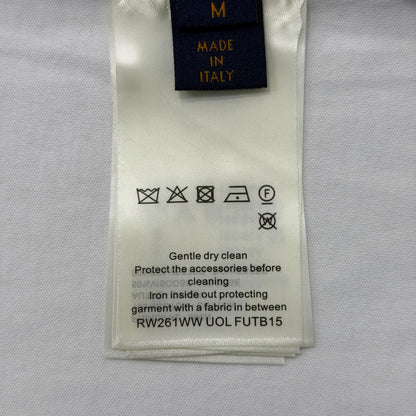 M
MADE
IN
ITALY
F
W
Gentle dry clean
Protect the accessories before
cleaning
Iron inside out protecting
garment with a fabric in between
RW261WW UOL FUTB15